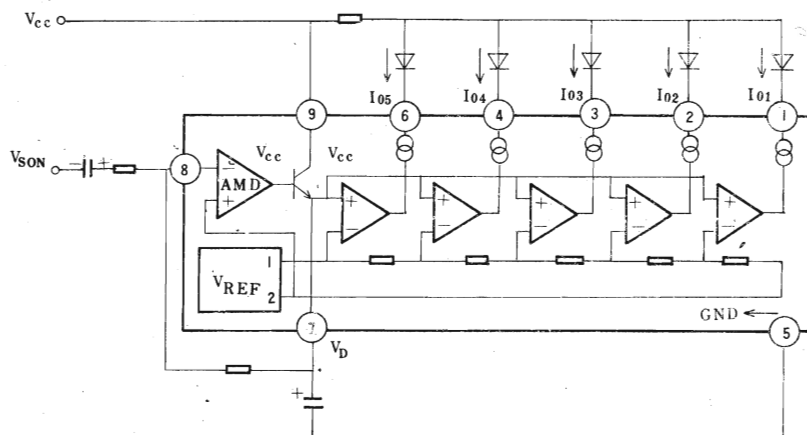 Vcc
I05
I04
I03
I02
I01
9
6
4
3
2
1
VSON
- +
8
Vcc
Vcc
-
AMD
+
+
-
+
-
+
-
+
-
+
-
1
VREF
2
GND
7
VD
5
+